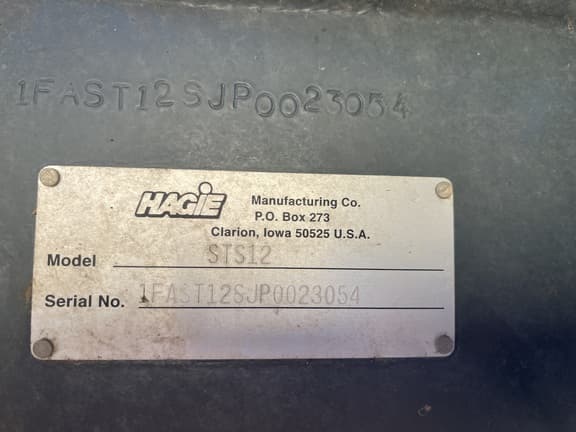 1FAST12SJP0023054
HAGIE Manufacturing Co.
P.O. Box 273
Clarion, Iowa 50525 U.S.A.
Model STS12
Serial No. 1FAST12SJP0023054